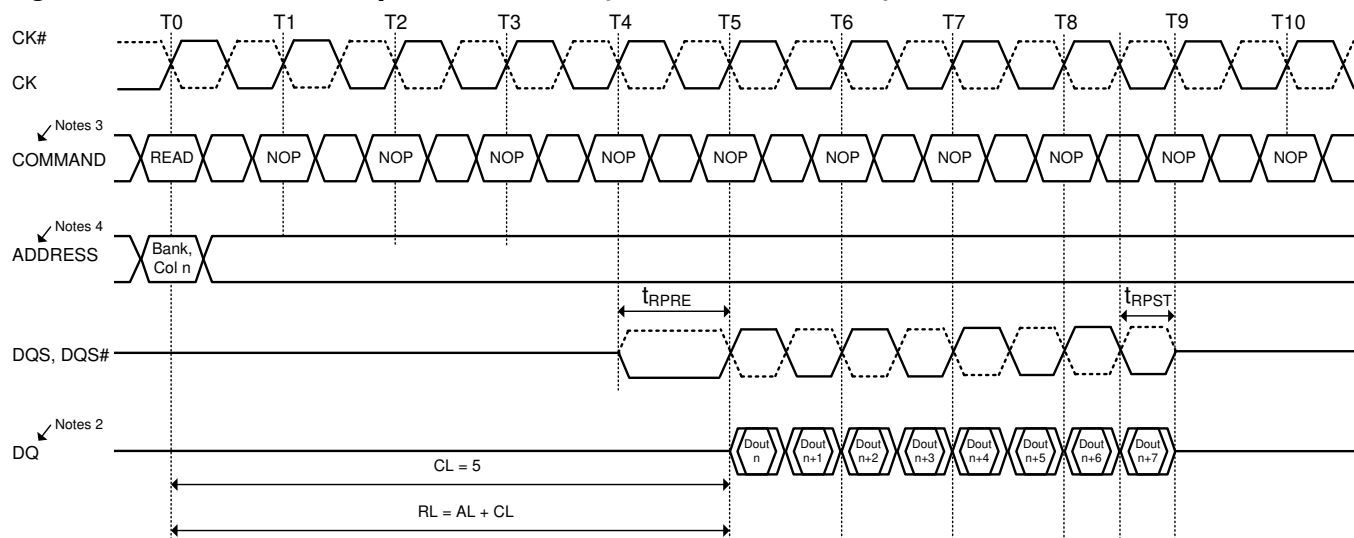 T0 T1 T2 T3 T4 T5 T6 T7 T8 T9 T10
CK#
CK
Notes 3
COMMAND READ NOP NOP NOP NOP NOP NOP NOP NOP NOP NOP
Notes 4
ADDRESS
Bank,
Col n
tRPRE tRPST
DQS, DQS#
Notes 2
DQ
Dout n Dout n+1 Dout n+2 Dout n+3 Dout n+4 Dout n+5 Dout n+6 Dout n+7
CL = 5
RL = AL + CL